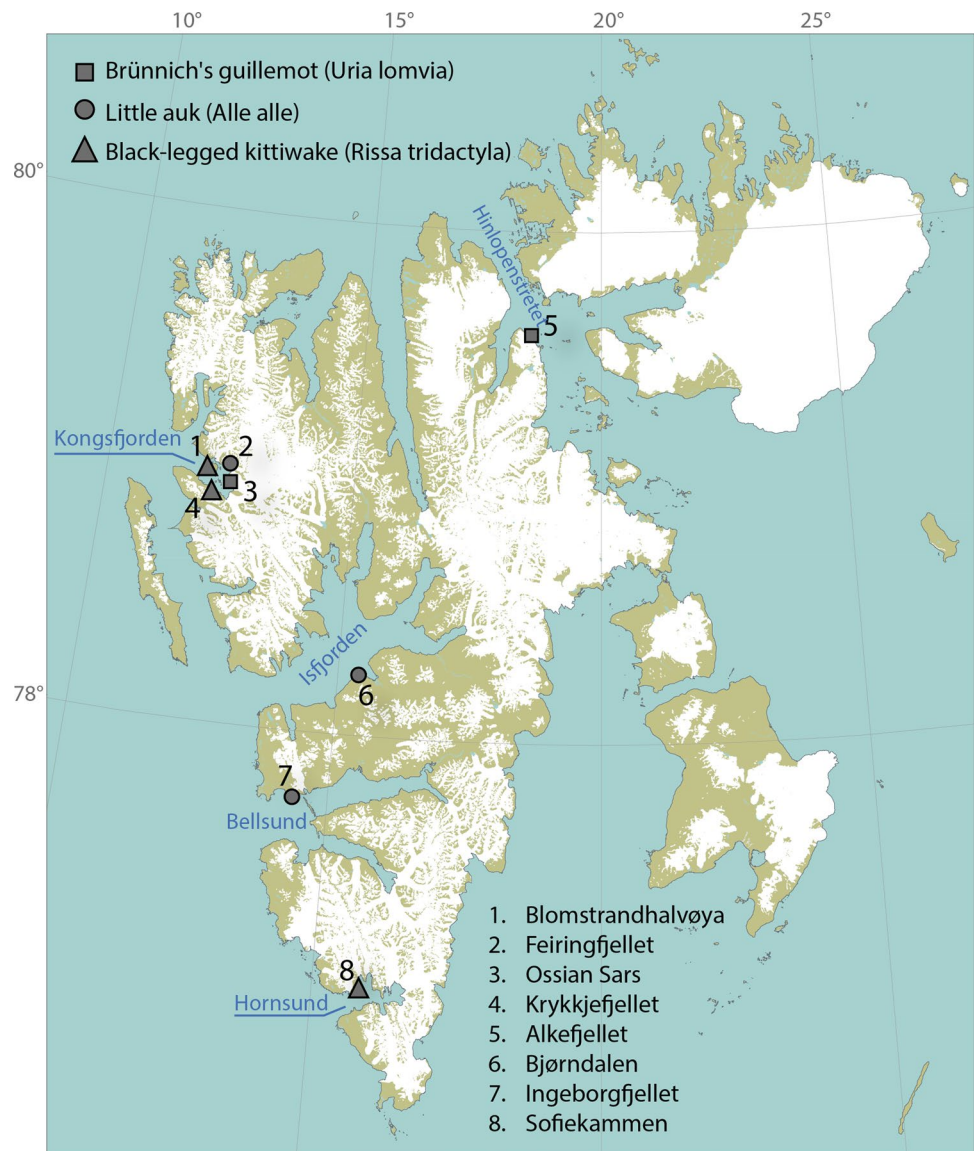 10° 15° 20° 25°
Brünnich's guillemot (Uria lomvia)
Little auk (Alle alle)
Black-legged kittiwake (Rissa tridactyla)
80°
Hinlopenstretet
5
Kongsfjorden
1 2
3
4
Isfjorden
78°
6
7
Bellsund
8
Hornsund
1. Blomstrandhalvøya
2. Feiringfjellet
3. Ossian Sars
4. Krykkjefjellet
5. Alkefjellet
6. Bjørndalen
7. Ingeborgfjellet
8. Sofiekammen